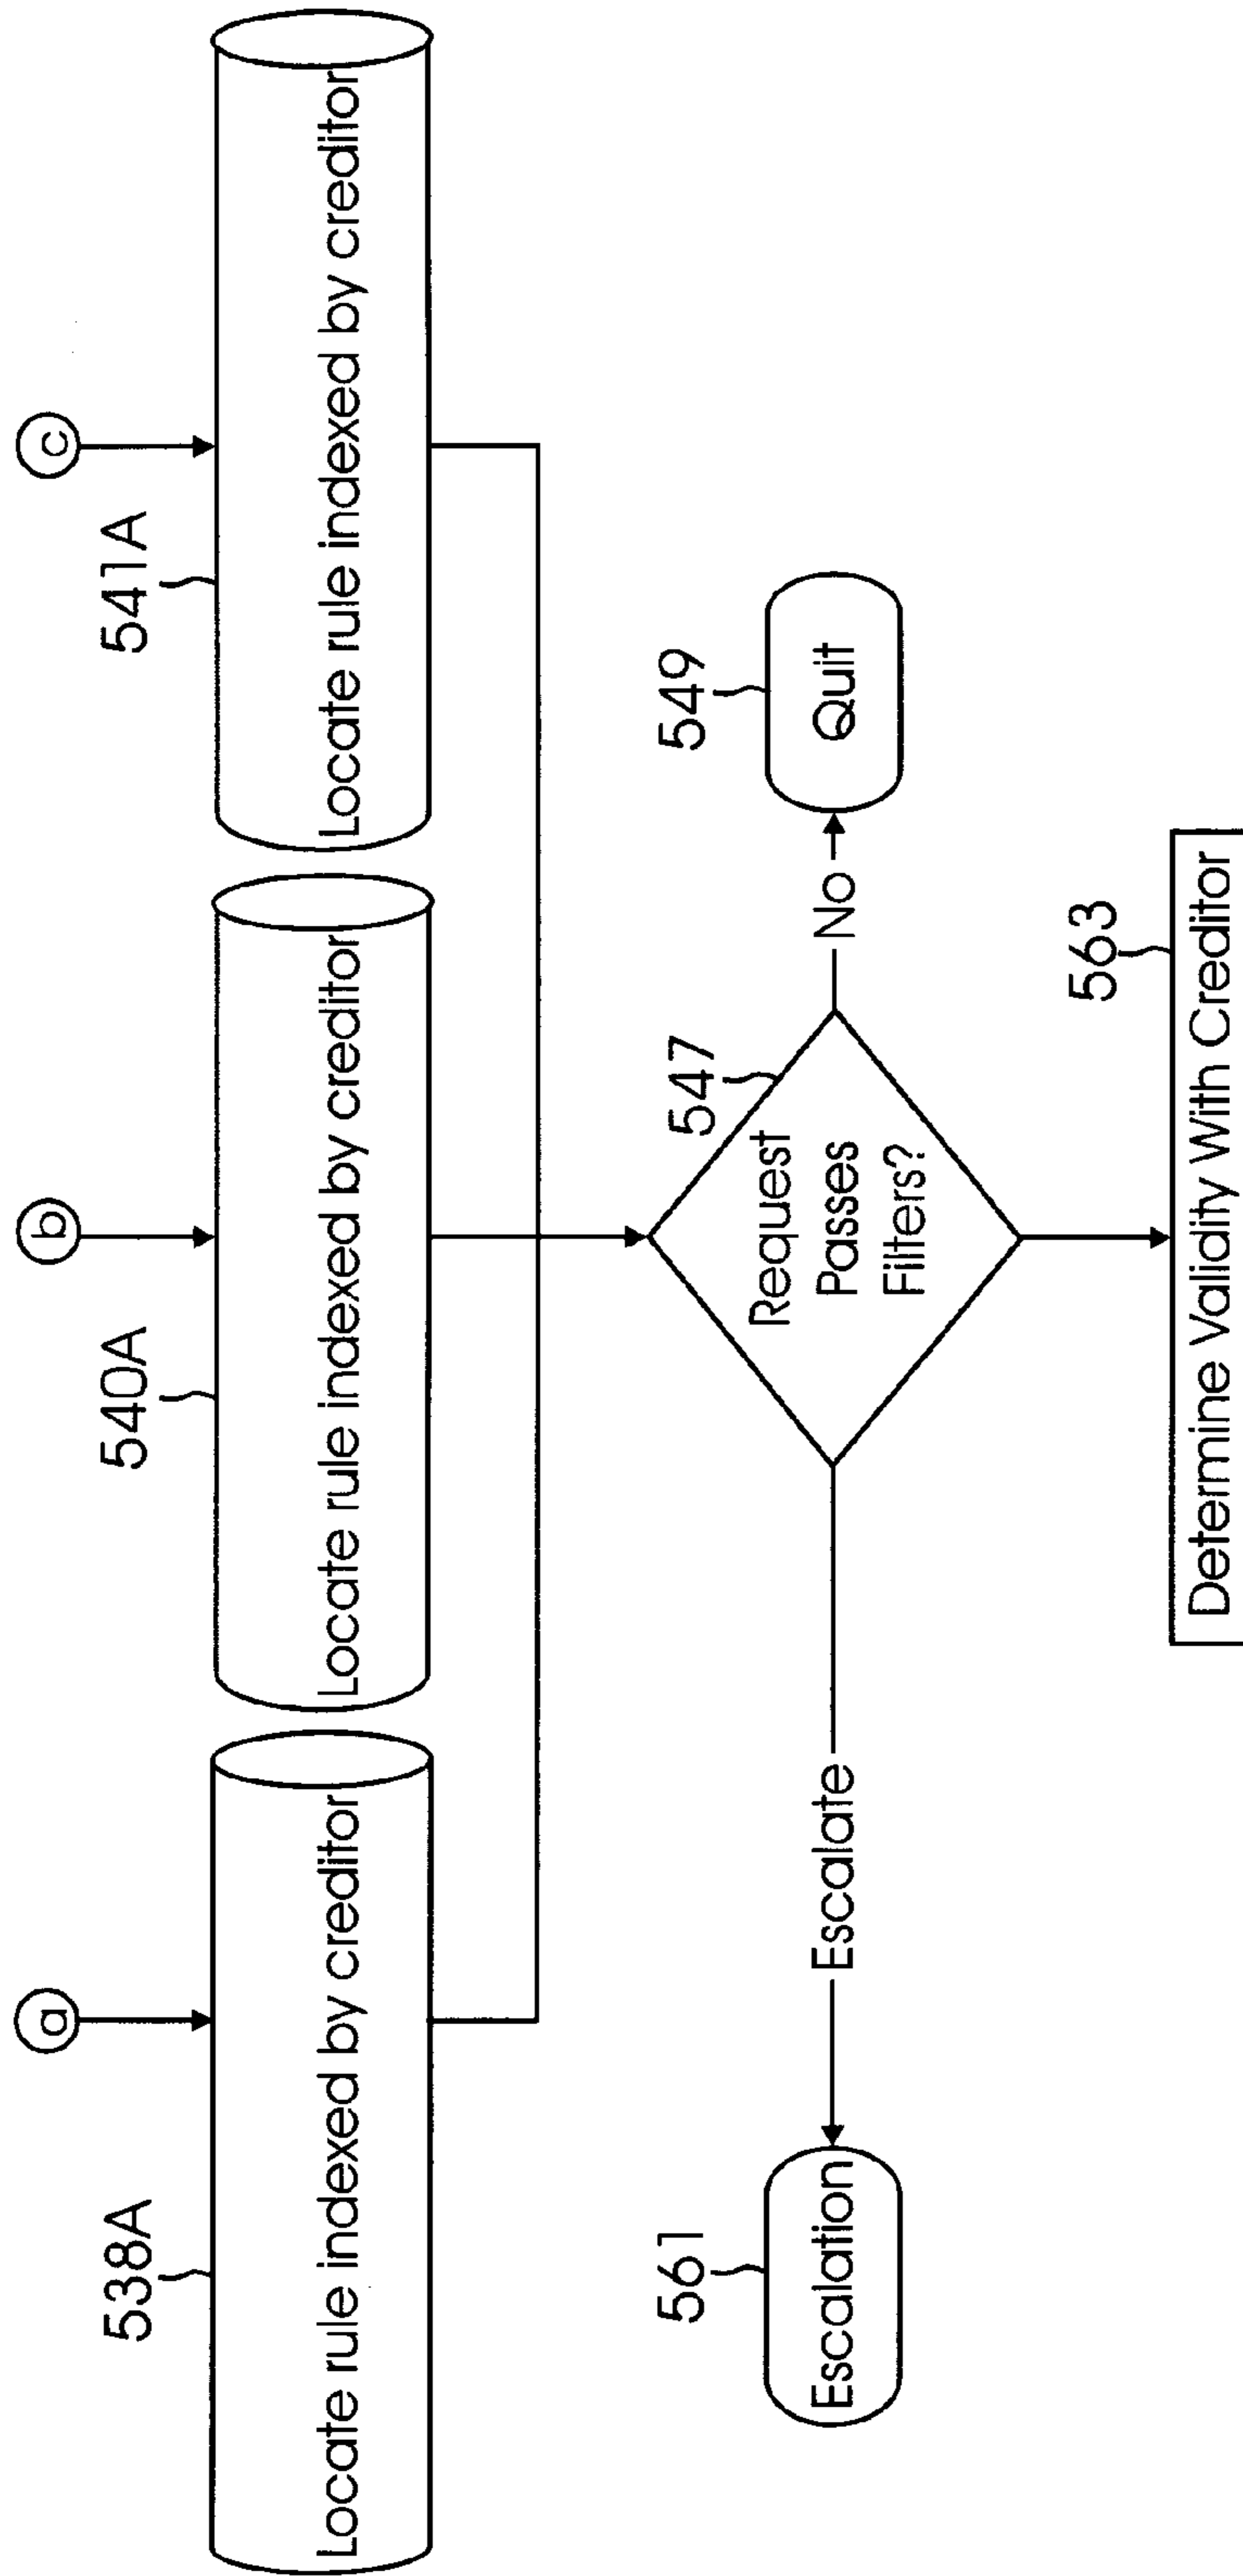 a
b
c
538A
540A
541A
Locate rule indexed by creditor
Locate rule indexed by creditor
Locate rule indexed by creditor
561
547
549
Escalation
Escalate
Request
Passes
Filters?
No
Quit
563
Determine Validity With Creditor